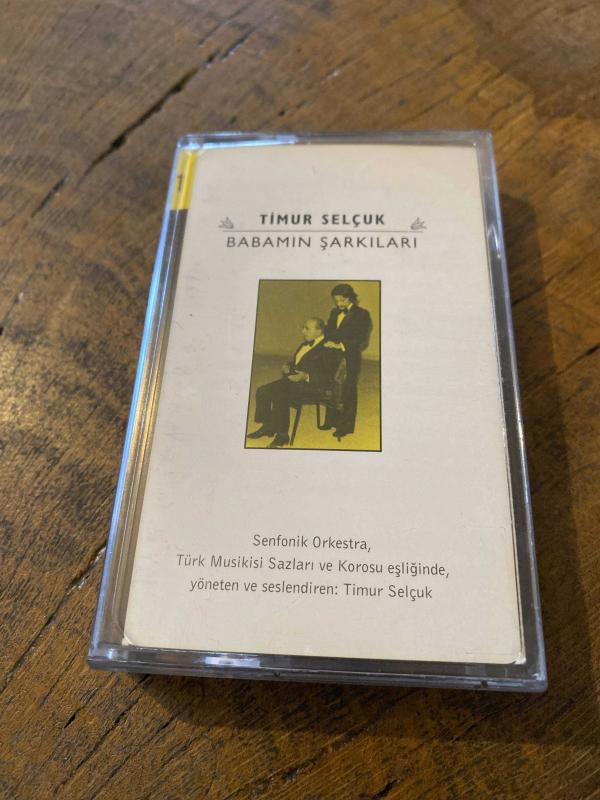 TİMUR SELÇUK
BABAMIN ŞARKILARI
Senfonik Orkestra,
Türk Musikisi Sazları ve Korosu eşliğinde,
yöneten ve seslendiren: Timur Selçuk